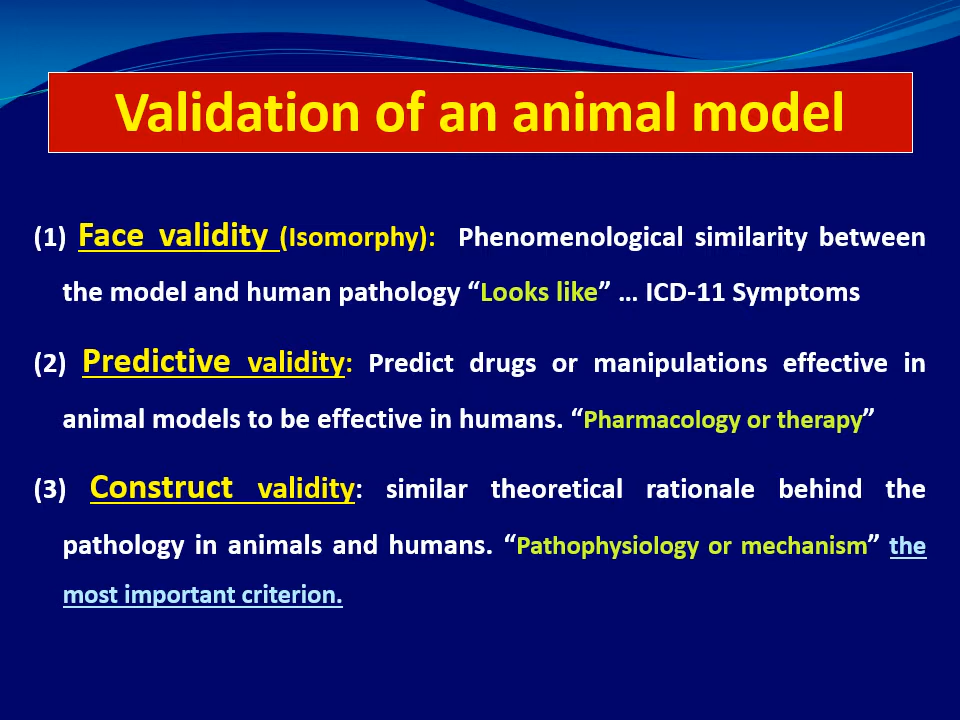 Validation of an animal model
(1) Face validity (Isomorphy): Phenomenological similarity between
the model and human pathology “Looks like” … ICD-11 Symptoms
(2) Predictive validity: Predict drugs or manipulations effective in
animal models to be effective in humans. “Pharmacology or therapy”
(3) Construct validity: similar theoretical rationale behind the
pathology in animals and humans. “Pathophysiology or mechanism” the
most important criterion.